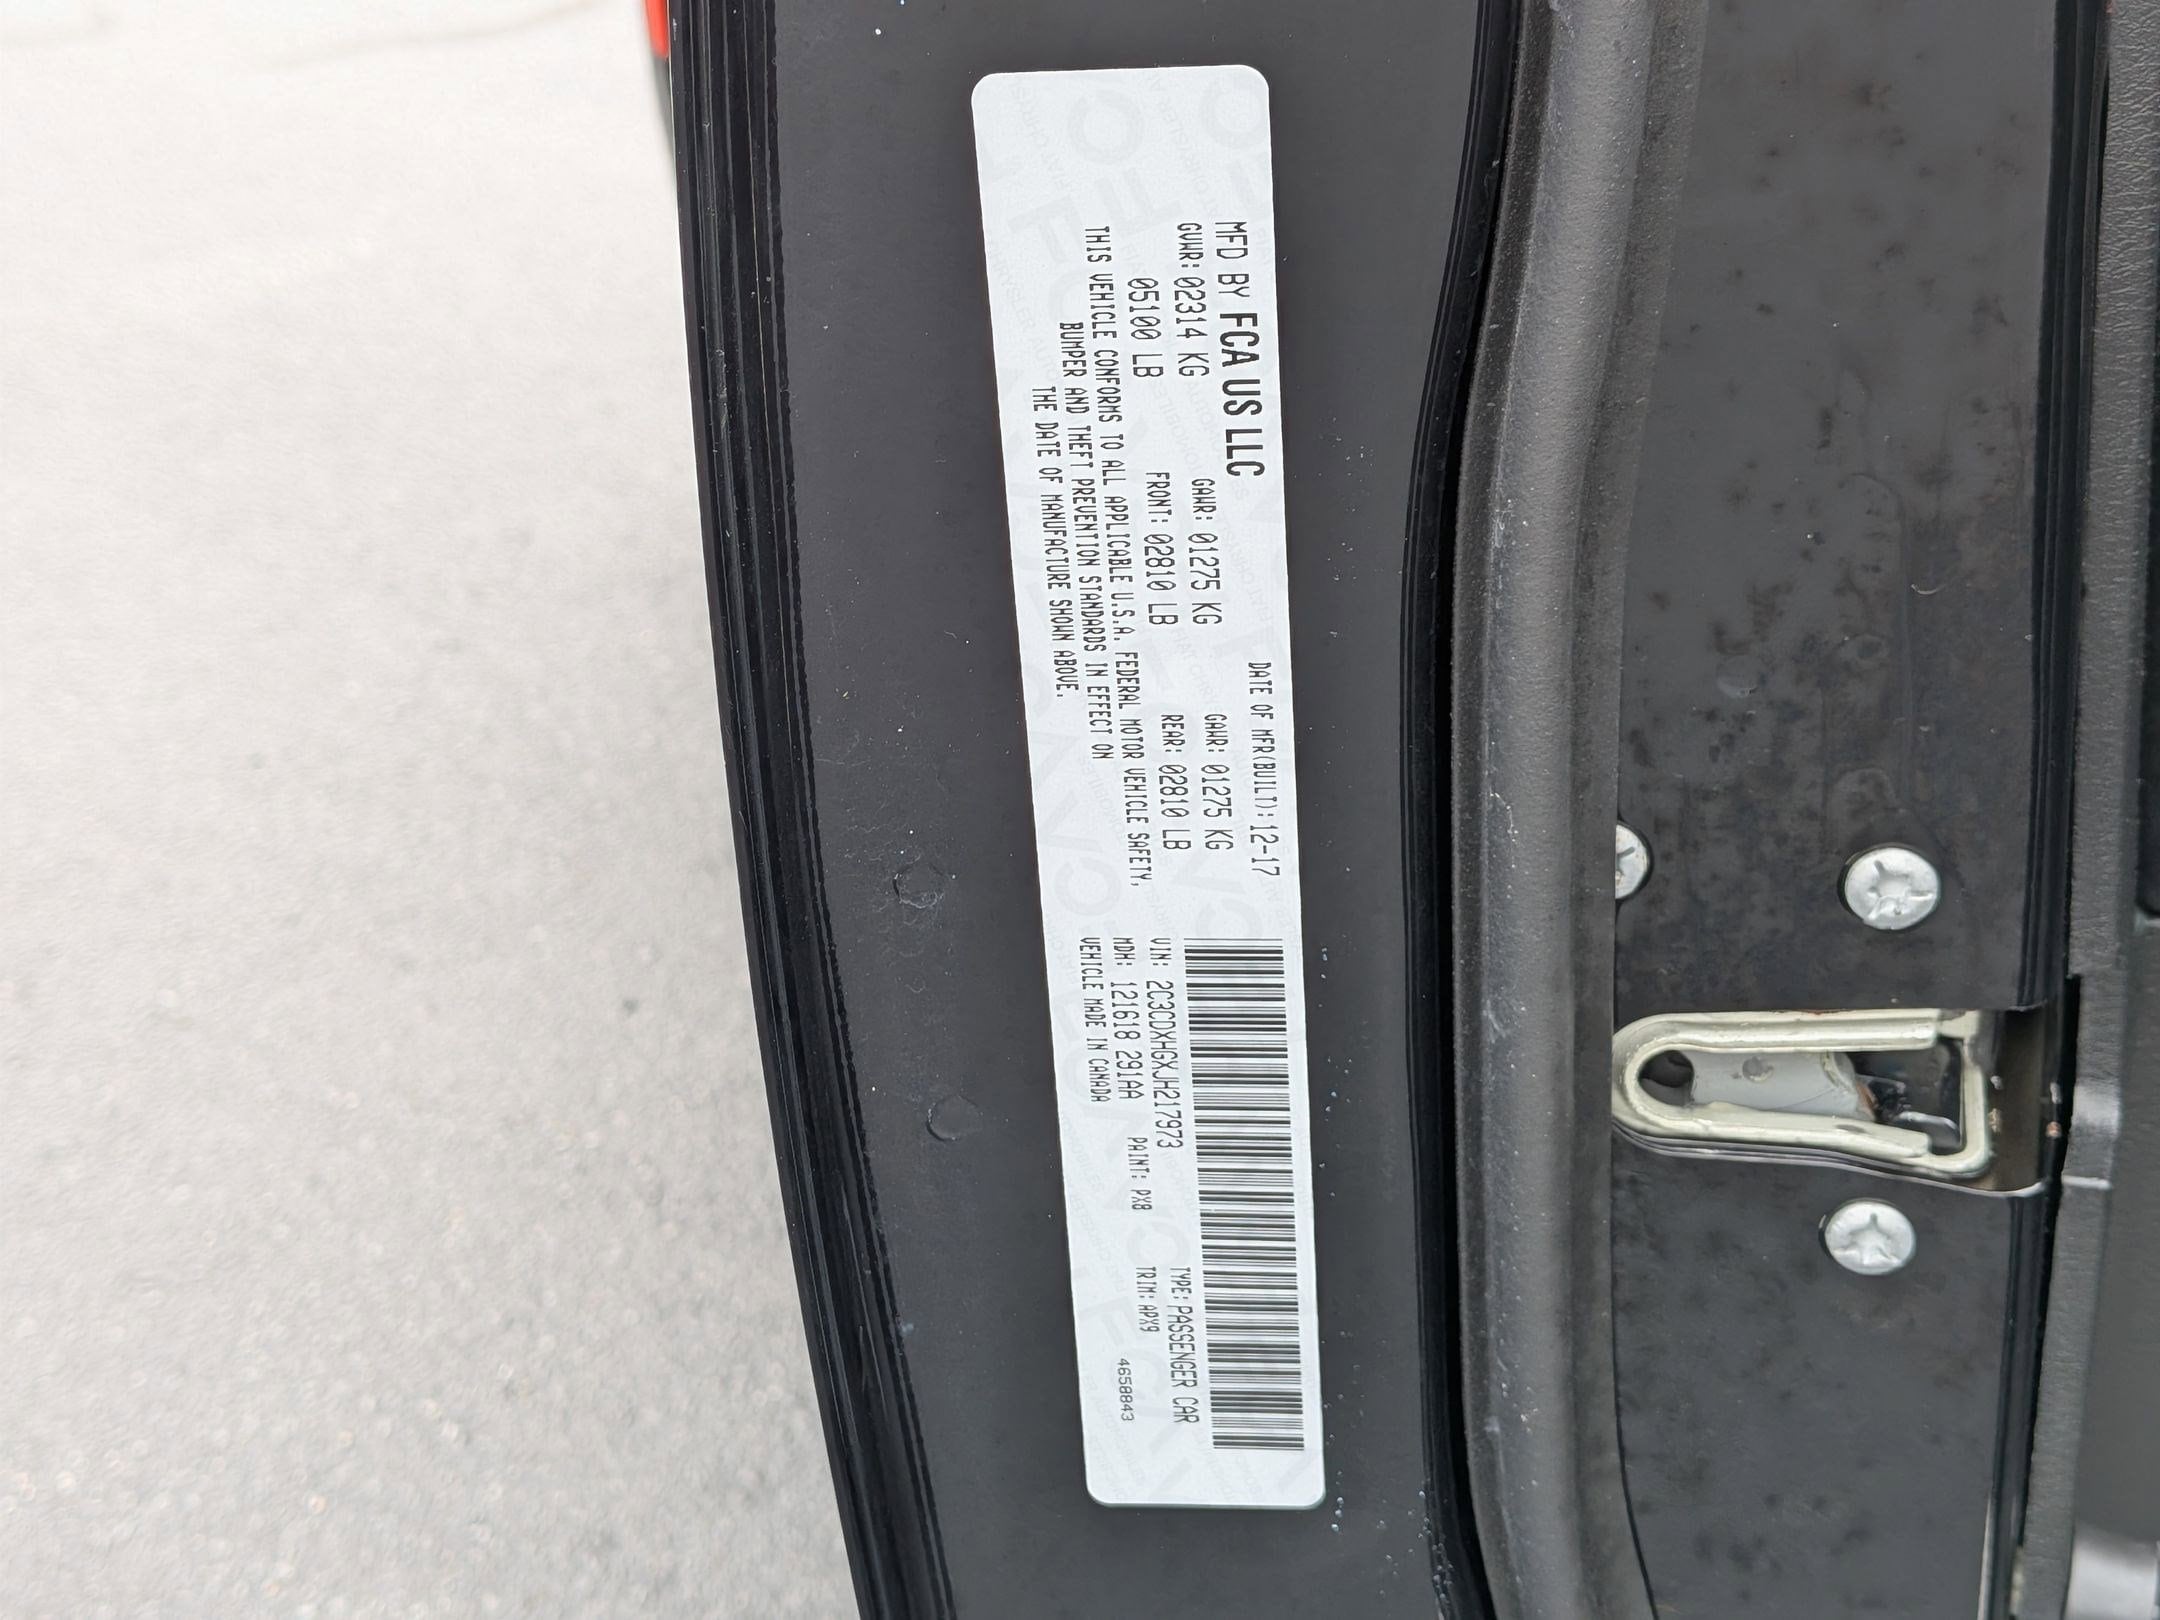 MFD BY FCA US LLC
DATE OF MFR(BUILT): 12-17
GVWR: 02314 KG
GAWR: 01275 KG
GAWR: 01275 KG
05100 LB
FRONT: 02810 LB
REAR: 02810 LB
THIS VEHICLE CONFORMS TO ALL APPLICABLE U.S.A. FEDERAL MOTOR VEHICLE SAFETY,
BUMPER AND THEFT PREVENTION STANDARDS IN EFFECT ON
THE DATE OF MANUFACTURE SHOWN ABOVE.
VIN: 2C3CDXHGXJH217973
TYPE: PASSENGER CAR
MDH: 121618 291AA
PAINT: PX8
TRIM: APX9
VEHICLE MADE IN CANADA
4658843